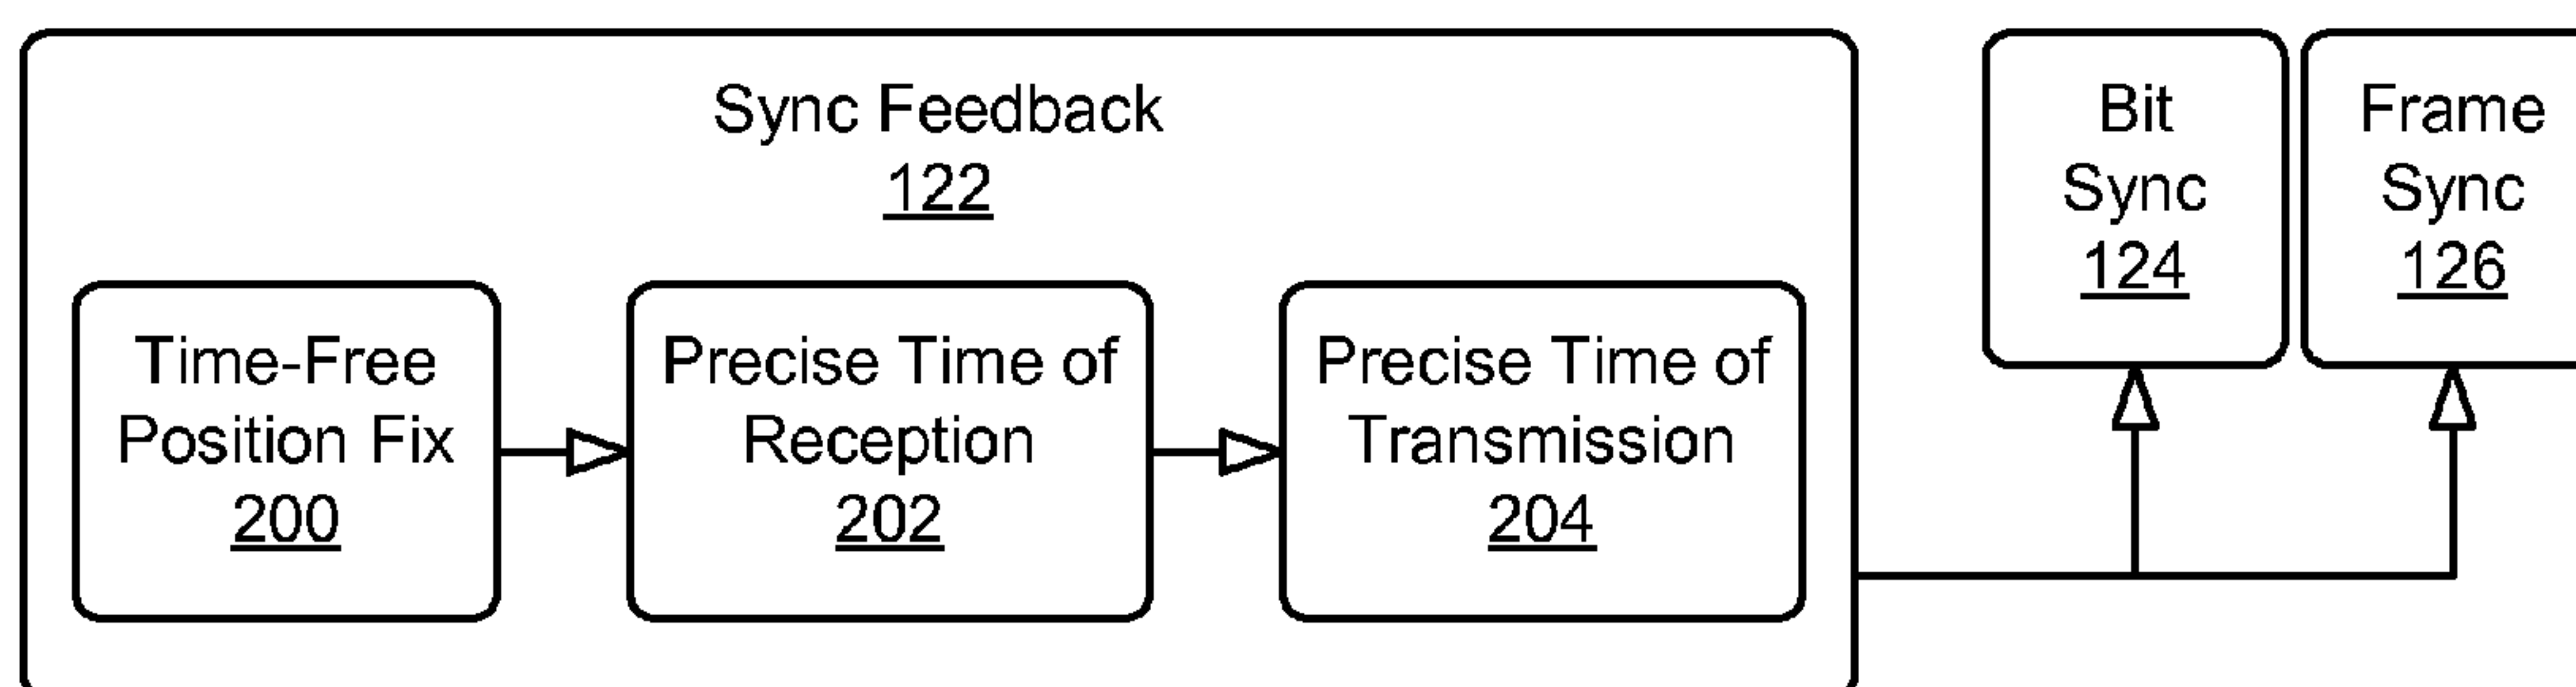 Sync Feedback
122
Time-Free
Position Fix
200
Precise Time of
Reception
202
Precise Time of
Transmission
204
Bit
Sync
124
Frame
Sync
126